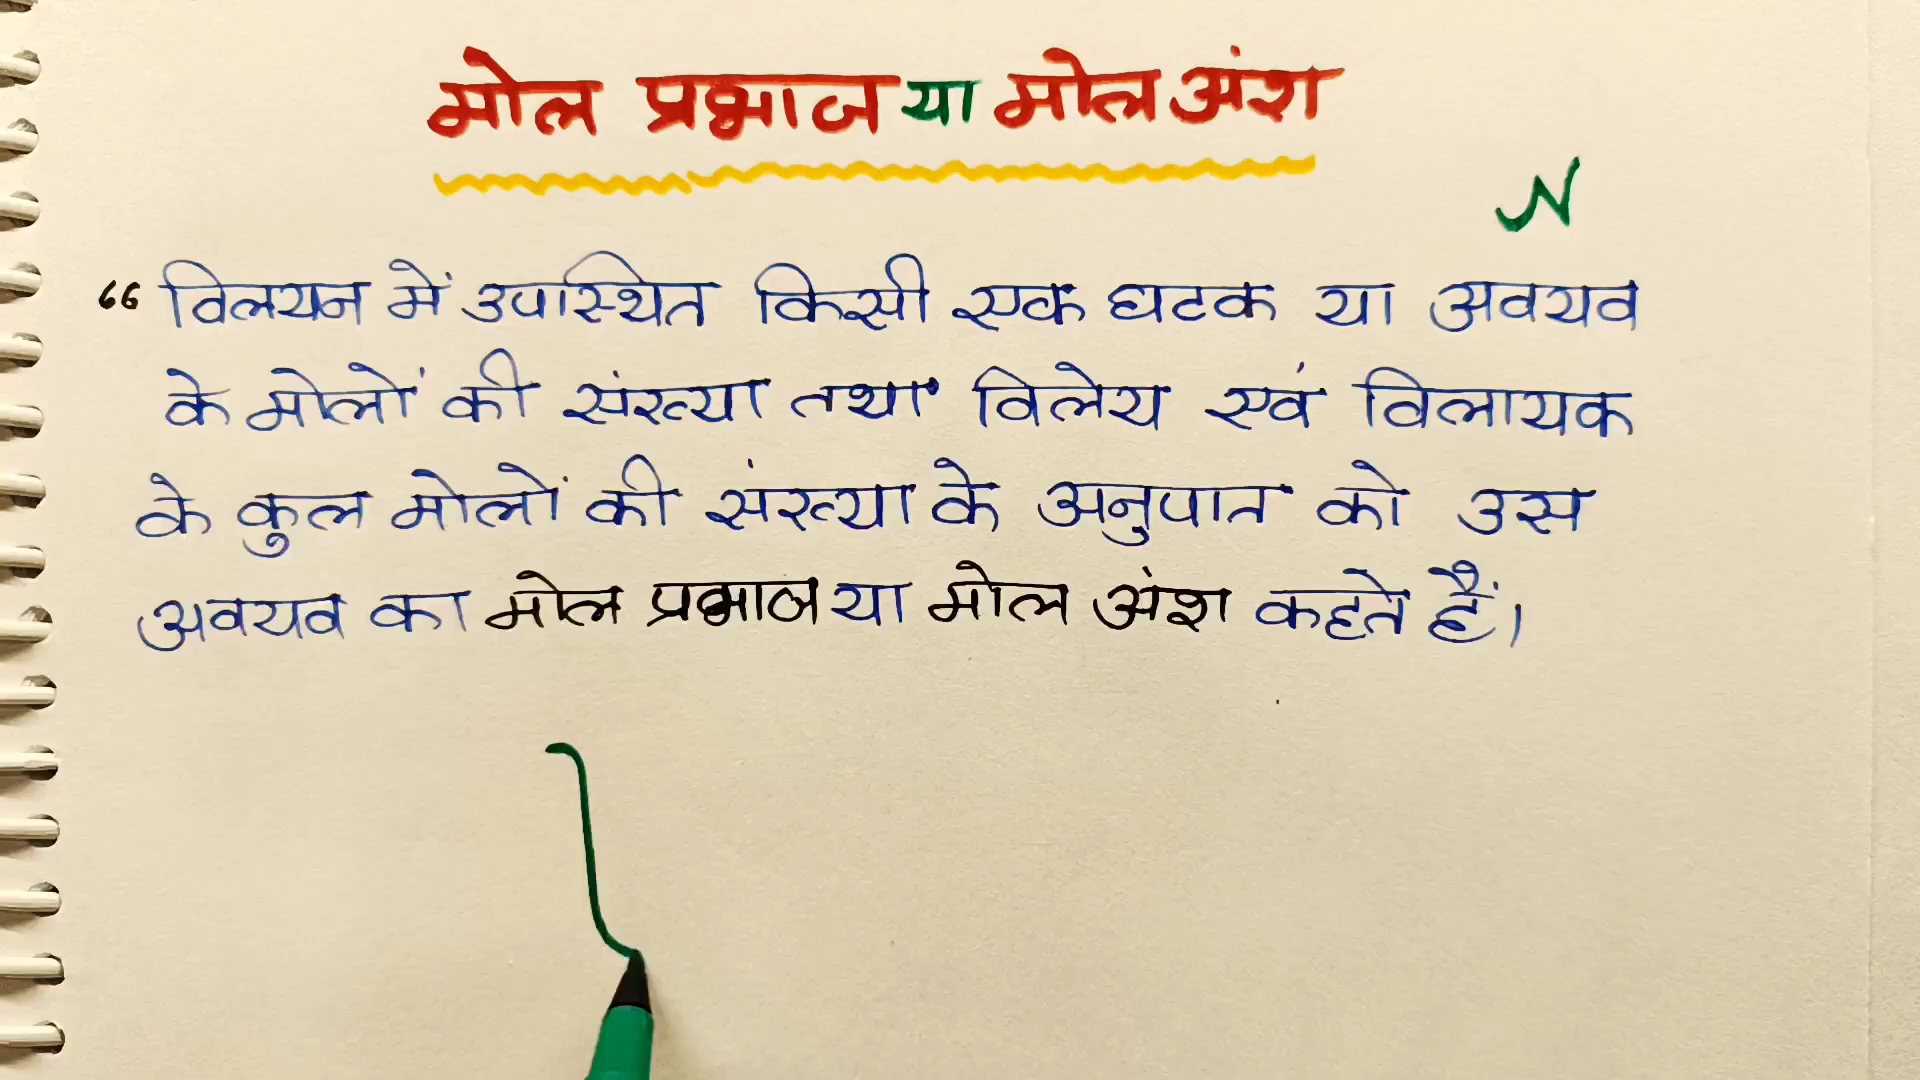 मोल प्रभाज या मोल अंश
N
“ विलयन में उपस्थित किसी एक घटक या अवयव
के मोलों की संख्या तथा विलेय एवं विलायक
के कुल मोलों की संख्या के अनुपात को उस
अवयव का मोल प्रभाज या मोल अंश कहते हैं।